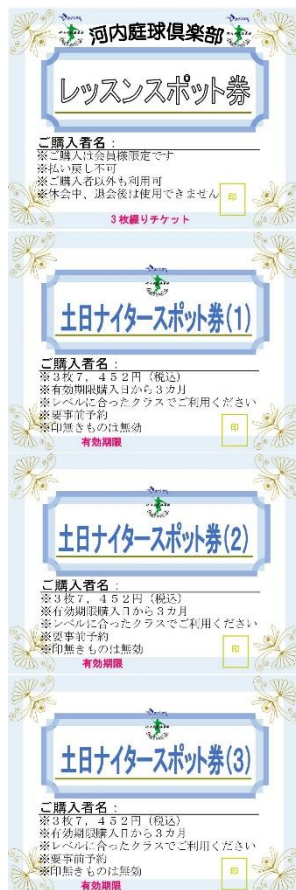 河内庭球倶楽部
レッスンスポット券
ご購入者名：
※ご購入は会員様限定です
※払い戻し不可
※ご購入者以外も利用可
※休会中、退会後は使用できません
印
3枚綴りチケット
土日ナイタースポット券(1)
ご購入者名：
※3枚7，452円（税込）
※有効期限購入日から3カ月
※レベルに合ったクラスでご利用ください
※要事前予約
※印無きものは無効
印
有効期限
土日ナイタースポット券(2)
ご購入者名：
※3枚7，452円（税込）
※有効期限購入日から3カ月
※レベルに合ったクラスでご利用ください
※要事前予約
※印無きものは無効
印
有効期限
土日ナイタースポット券(3)
ご購入者名：
※3枚7，452円（税込）
※有効期限購入日から3カ月
※レベルに合ったクラスでご利用ください
※要事前予約
※印無きものは無効
印
有効期限